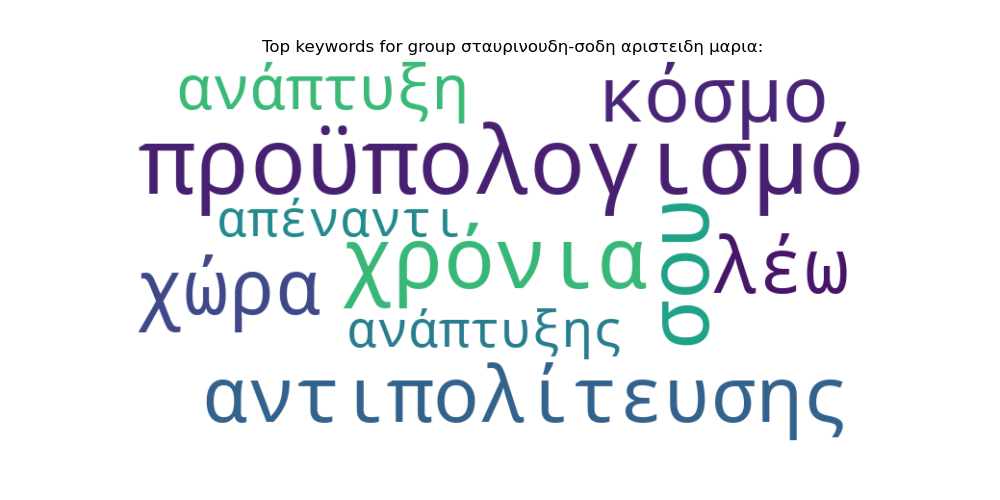 Top keywords for group σταυρινουδη-σοδη αριστειδη μαρια:
ανάπτυξη κόσμο
προϋπολογισμό
απέναντι
χρόνια σου λέω
χώρα
ανάπτυξης
αντιπολίτευσης